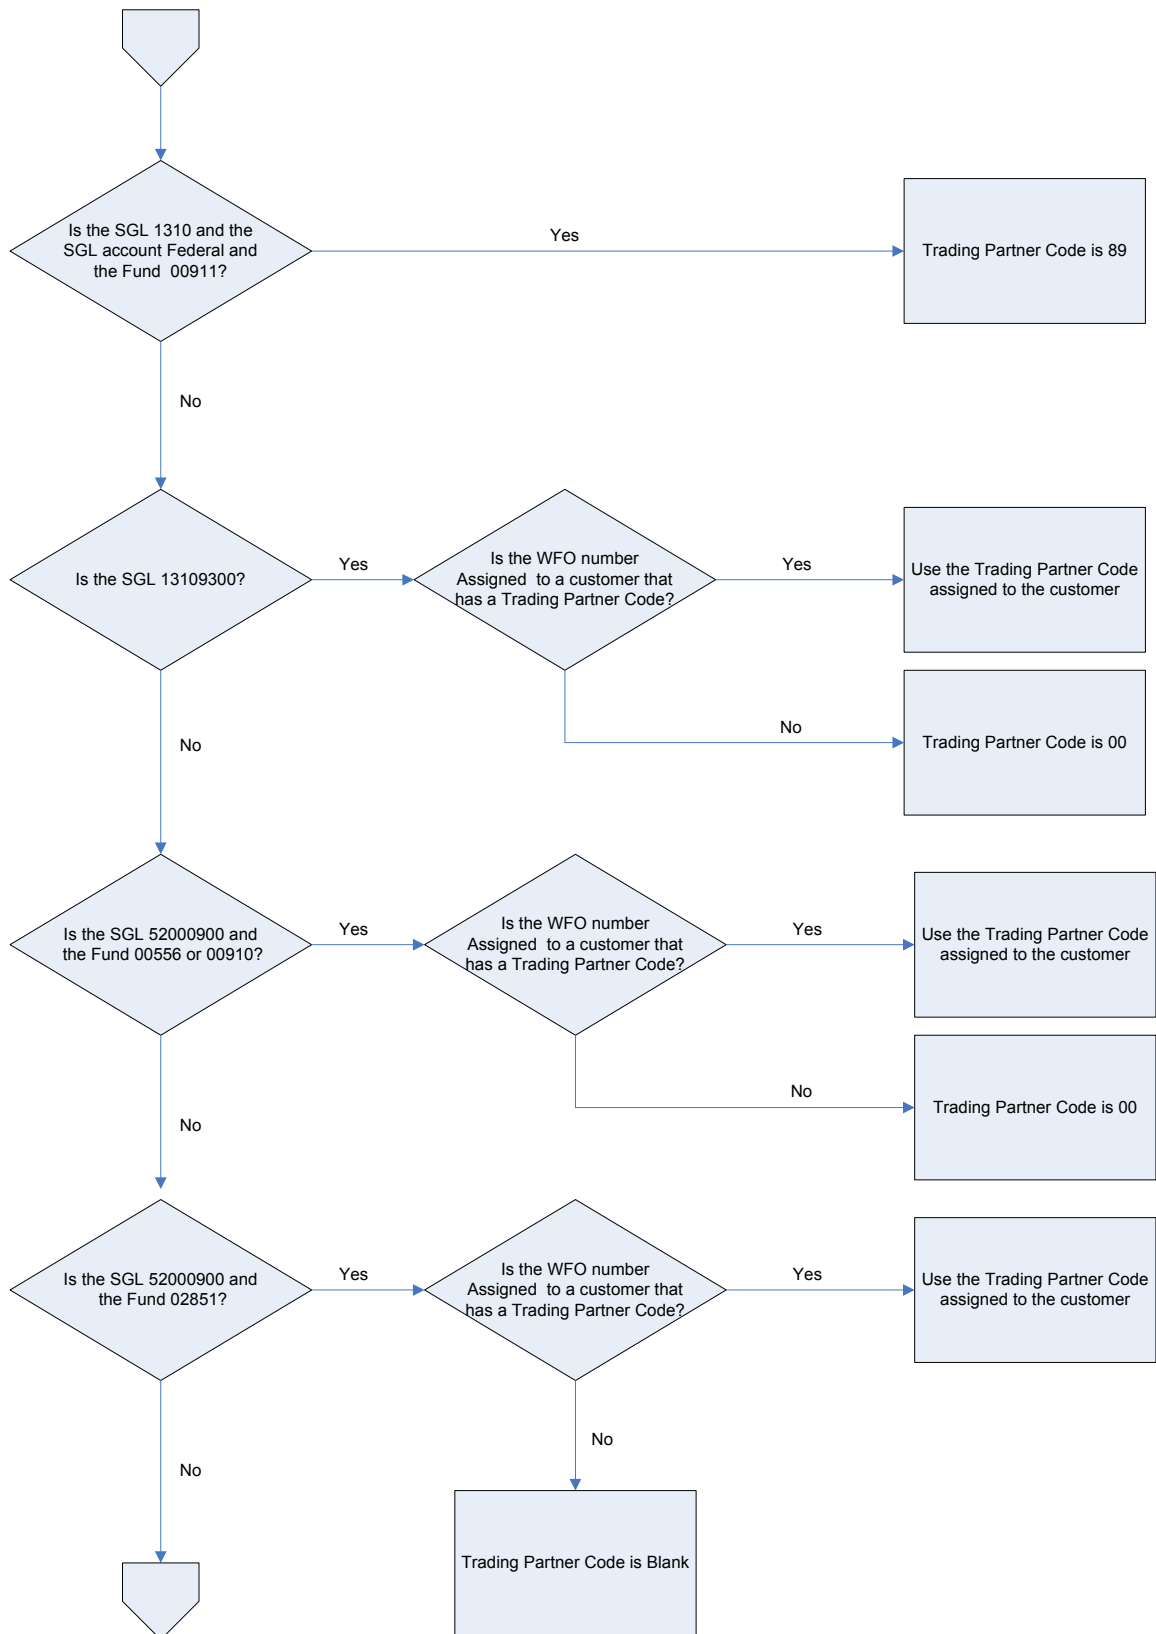 Is the SGL 1310 and the
SGL account Federal and
the Fund  00911?
Yes
Trading Partner Code is 89
No
Is the SGL 13109300?
Yes
Is the WFO number
Assigned  to a customer that
has a Trading Partner Code?
Yes
Use the Trading Partner Code
assigned to the customer
No
Trading Partner Code is 00
No
Is the SGL 52000900 and
the Fund 00556 or 00910?
Yes
Is the WFO number
Assigned  to a customer that
has a Trading Partner Code?
Yes
Use the Trading Partner Code
assigned to the customer
No
Trading Partner Code is 00
No
Is the SGL 52000900 and
the Fund 02851?
Yes
Is the WFO number
Assigned  to a customer that
has a Trading Partner Code?
Yes
Use the Trading Partner Code
assigned to the customer
No
Trading Partner Code is Blank
No